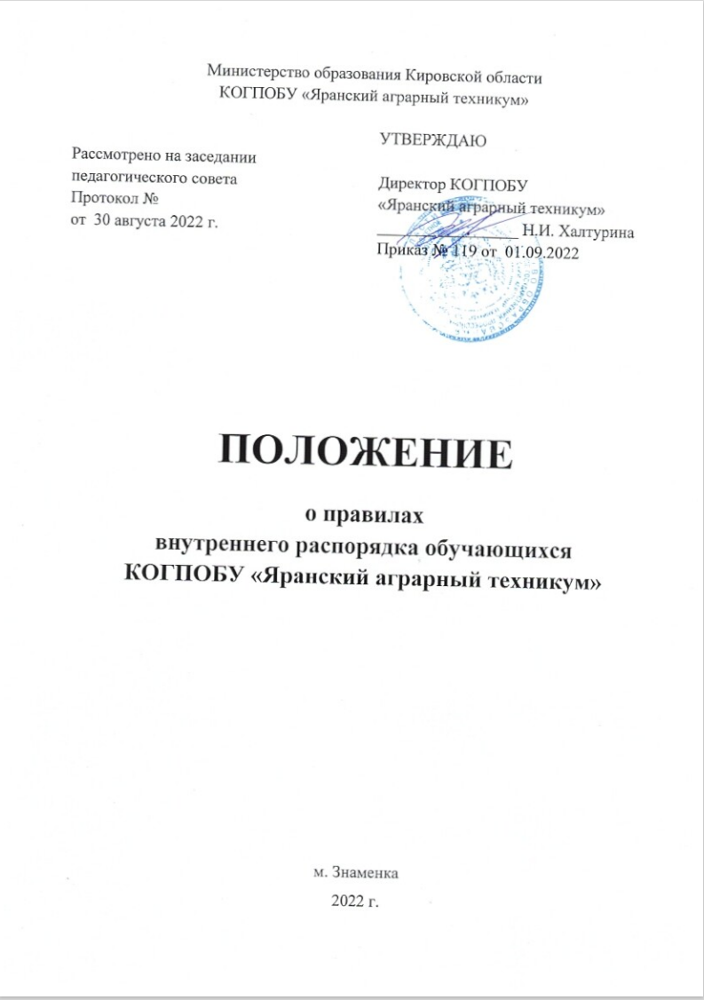 Министерство образования Кировской области
КОГПОБУ «Яранский аграрный техникум»
Рассмотрено на заседании
педагогического совета
Протокол №
от 30 августа 2022 г.
УТВЕРЖДАЮ
Директор КОГПОБУ
«Яранский аграрный техникум»
_________________ Н.И. Халтурина
Приказ № 119 от 01.09.2022
ПОЛОЖЕНИЕ
о правилах
внутреннего распорядка обучающихся
КОГПОБУ «Яранский аграрный техникум»
м. Знаменка
2022 г.